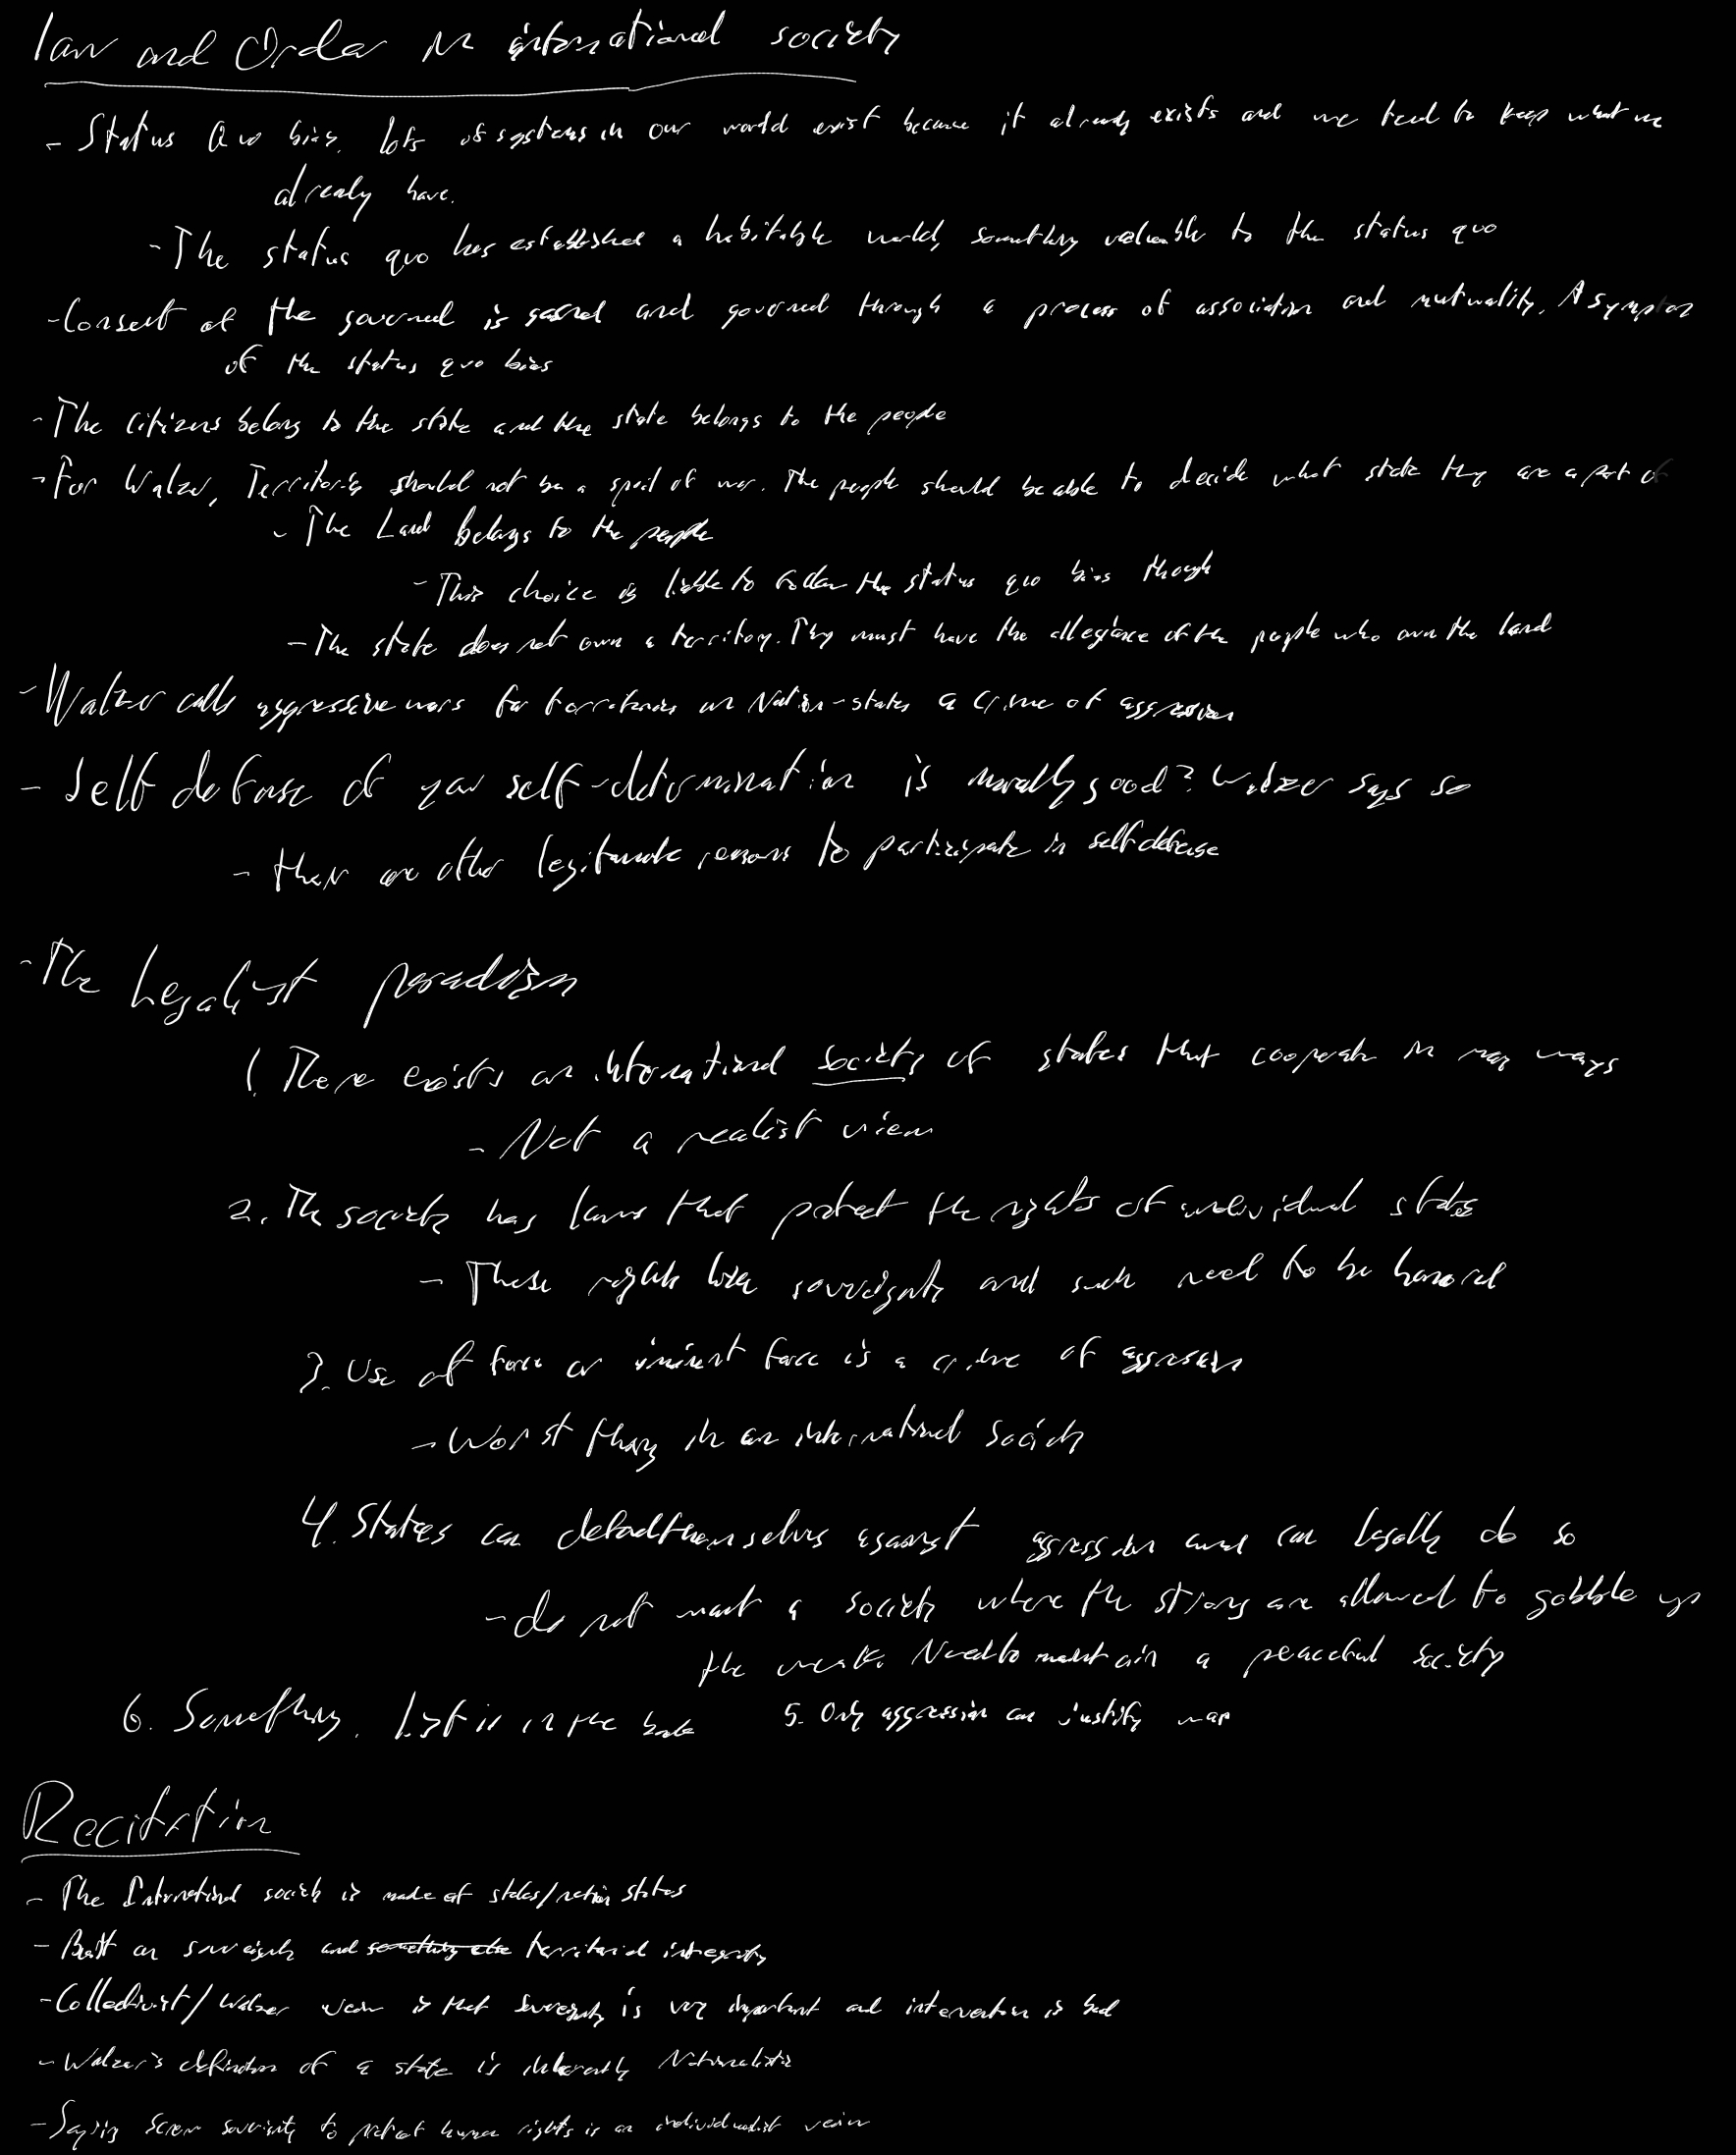 Law and Order in international society
- Status Quo bias. Lots of systems in our world exist because it already exists and we tend to keep what we
already have.
- The status quo has established a habitable world, something valuable to the status quo
- Consent of the governed is and governed through a process of association and mutuality. A symptom
of the status quo bias
- The citizens belong to the state and the state belongs to the people
- For Walzer, Territories should not be a spoil of war. The people should be able to decide what state they are a part of
- The Land belongs to the people
- This choice is liable to follow the status quo bias though
- The state does not own a territory. They must have the allegiance of the people who own the land
- Walzer calls aggressive wars for territories or Nation-states a crime of aggression
- Self defense of your self-determination is morally good? Walzer says so
- there are other legitimate reasons to participate in self defense
- The Legalist paradigm
1. There exists an international society of states that cooperate in many ways
- Not a realist view
2. The society has laws that protect the rights of individual states
- These rights like and such need to be honored
3. Use of force or force is a crime of aggression
- Worst thing in an international society
4. States can defend themselves against aggression and can legally do so
- do not want a society where the strong are allowed to gobble up
the weak. Need to maintain a peaceful society
6. Something. List is in the book 5. Only aggression can justify war
Recitation
- The International society is made of states/nation states
- Built on and something else territorial integrity
- Collectivist/Walzer is that is very important and intervention is bad
- Walzer's definition of a state is inherently Nationalistic
- Saying screw to protect human rights is an individualist